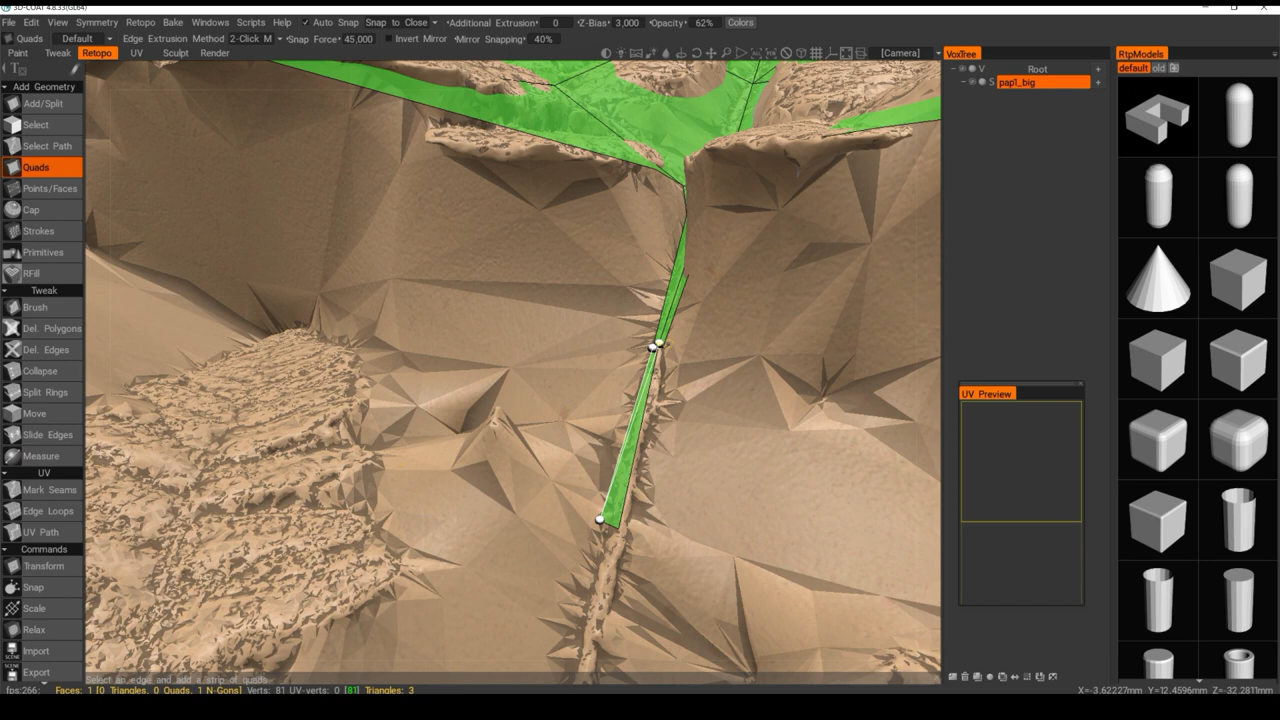 3D-COAT 4.8.33(GL64)
File Edit View Symmetry Retopo Bake Windows Scripts Help Auto Snap Snap to Close Additional Extrusion 0 Z-Bias 3,000 Opacity 62% Colors
Quads Default Edge Extrusion Method 2-Click M Snap Force 45,000 Invert Mirror Mirror Snapping 40%
Paint Tweak Retopo UV Sculpt Render [Camera] VoxTree RtpModels
default old
V Root +
S pap1_big +
Add Geometry
Add/Split
Select
Select Path
Quads
Points/Faces
Cap
Strokes
Primitives
RFill
Tweak
Brush
Del. Polygons
Del. Edges
Collapse
Split Rings
Move
Slide Edges
Measure
UV
Mark Seams
Edge Loops
UV Path
Commands
Transform
Snap
Scale
Relax
Import
Export
UV Preview
Select an edge and add a strip of quads
fps:266; Faces: 1 [0 Triangles, 0 Quads, 1 N-Gons] Verts: 81 UV-verts: 0 [81] Triangles: 3 X=-3.62227mm Y=12.4596mm Z=-32.2811mm